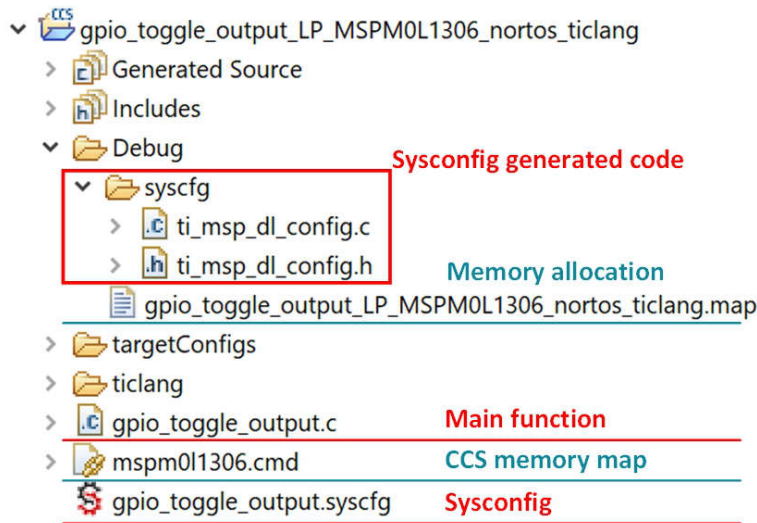 CCS
gpio_toggle_output_LP_MSPM0L1306_nortos_ticlang
Generated Source
Includes
Debug
Sysconfig generated code
syscfg
ti_msp_dl_config.c
ti_msp_dl_config.h
Memory allocation
gpio_toggle_output_LP_MSPM0L1306_nortos_ticlang.map
targetConfigs
ticlang
gpio_toggle_output.c Main function
mspm0l1306.cmd CCS memory map
gpio_toggle_output.syscfg Sysconfig